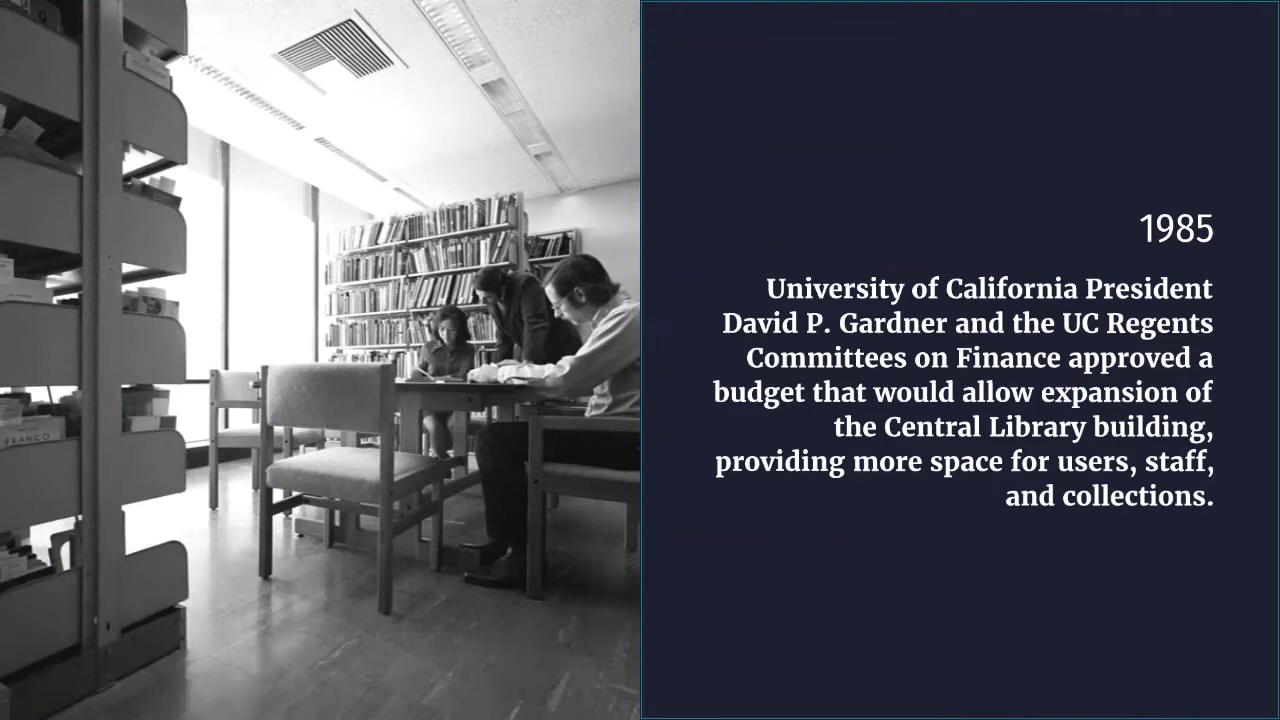 FRANCO
1985
University of California President
David P. Gardner and the UC Regents
Committees on Finance approved a
budget that would allow expansion of
the Central Library building,
providing more space for users, staff,
and collections.